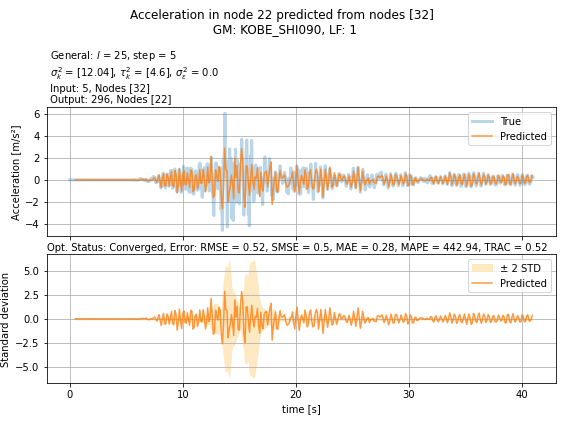 Acceleration in node 22 predicted from nodes [32]
GM: KOBE_SHI090, LF: 1
General: l = 25, step = 5
σ²ₖ = [12.04], τ²ₖ = [4.6], σ²ε = 0.0
Input: 5, Nodes [32]
Output: 296, Nodes [22]
Acceleration [m/s²]
6
4
2
0
−2
−4
True
Predicted
Opt. Status: Converged, Error: RMSE = 0.52, SMSE = 0.5, MAE = 0.28, MAPE = 442.94, TRAC = 0.52
Standard deviation
5.0
2.5
0.0
−2.5
−5.0
± 2 STD
Predicted
0
10
20
30
40
time [s]